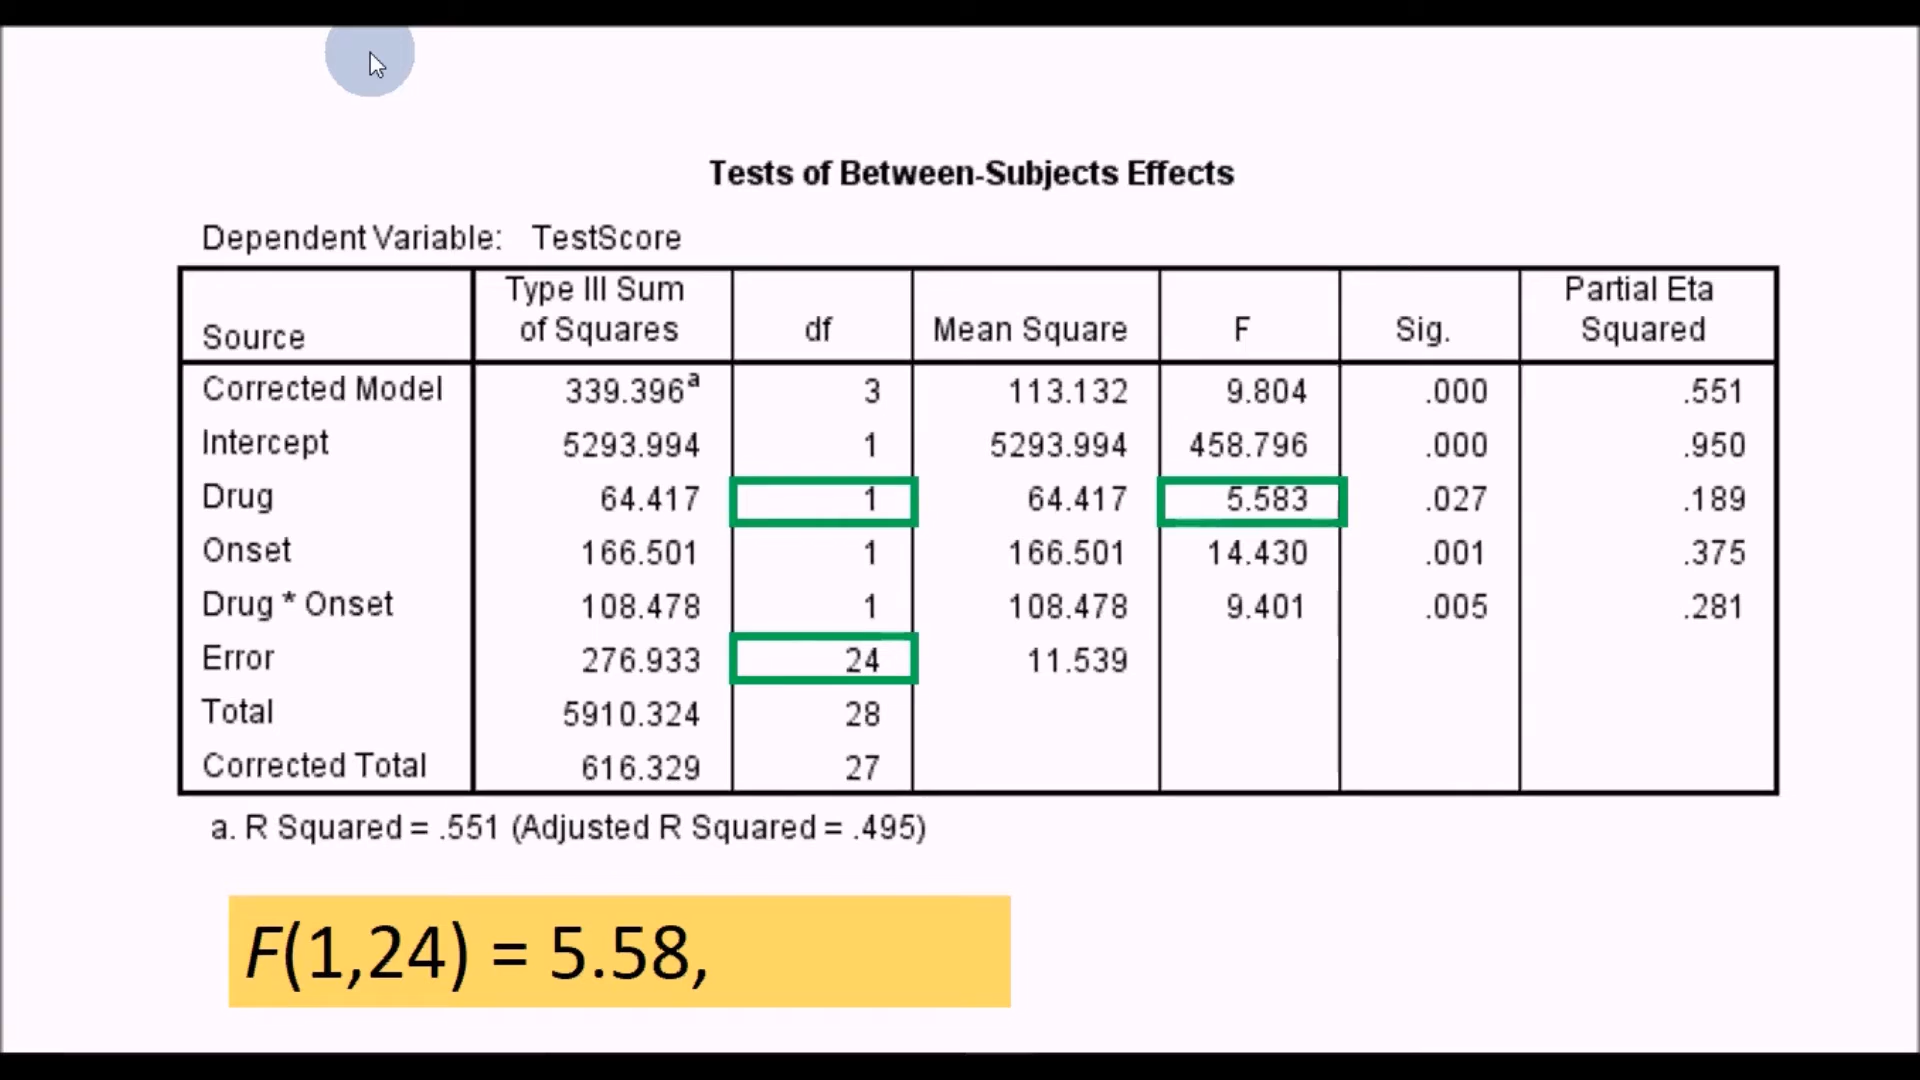 Tests of Between-Subjects Effects
Dependent Variable: TestScore
Source Type III Sum of Squares df Mean Square F Sig. Partial Eta Squared
Corrected Model 339.396a 3 113.132 9.804 .000 .551
Intercept 5293.994 1 5293.994 458.796 .000 .950
Drug 64.417 1 64.417 5.583 .027 .189
Onset 166.501 1 166.501 14.430 .001 .375
Drug * Onset 108.478 1 108.478 9.401 .005 .281
Error 276.933 24 11.539
Total 5910.324 28
Corrected Total 616.329 27
a. R Squared = .551 (Adjusted R Squared = .495)
F(1,24) = 5.58,